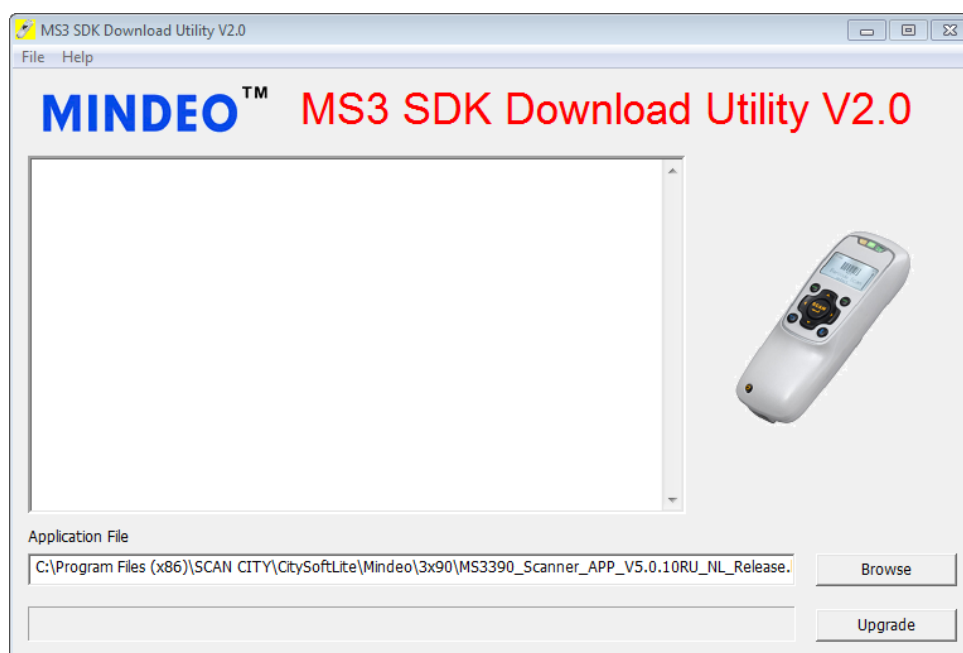 MS3 SDK Download Utility V2.0
File Help
MINDEO™ MS3 SDK Download Utility V2.0
SCAN
Application File
C:\Program Files (x86)\SCAN CITY\CitySoftLite\Mindeo\3x90\MS3390_Scanner_APP_V5.0.10RU_NL_Release.
Browse
Upgrade